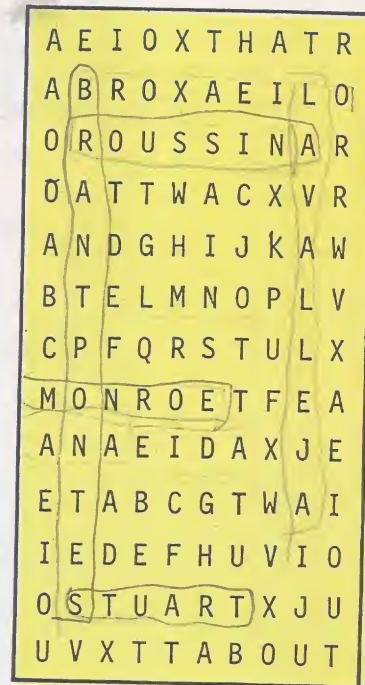 A E I O X T H A T R
A B R O X A E I L O
O R O U S S I N A R
O A T T W A C X V R
A N D G H I J K A W
B T E L M N O P L V
C P F Q R S T U L X
M O N R O E T F E A
A N A E I D A X J E
E T A B C G T W A I
I E D E F H U V I O
O S T U A R T X J U
U V X T T A B O U T